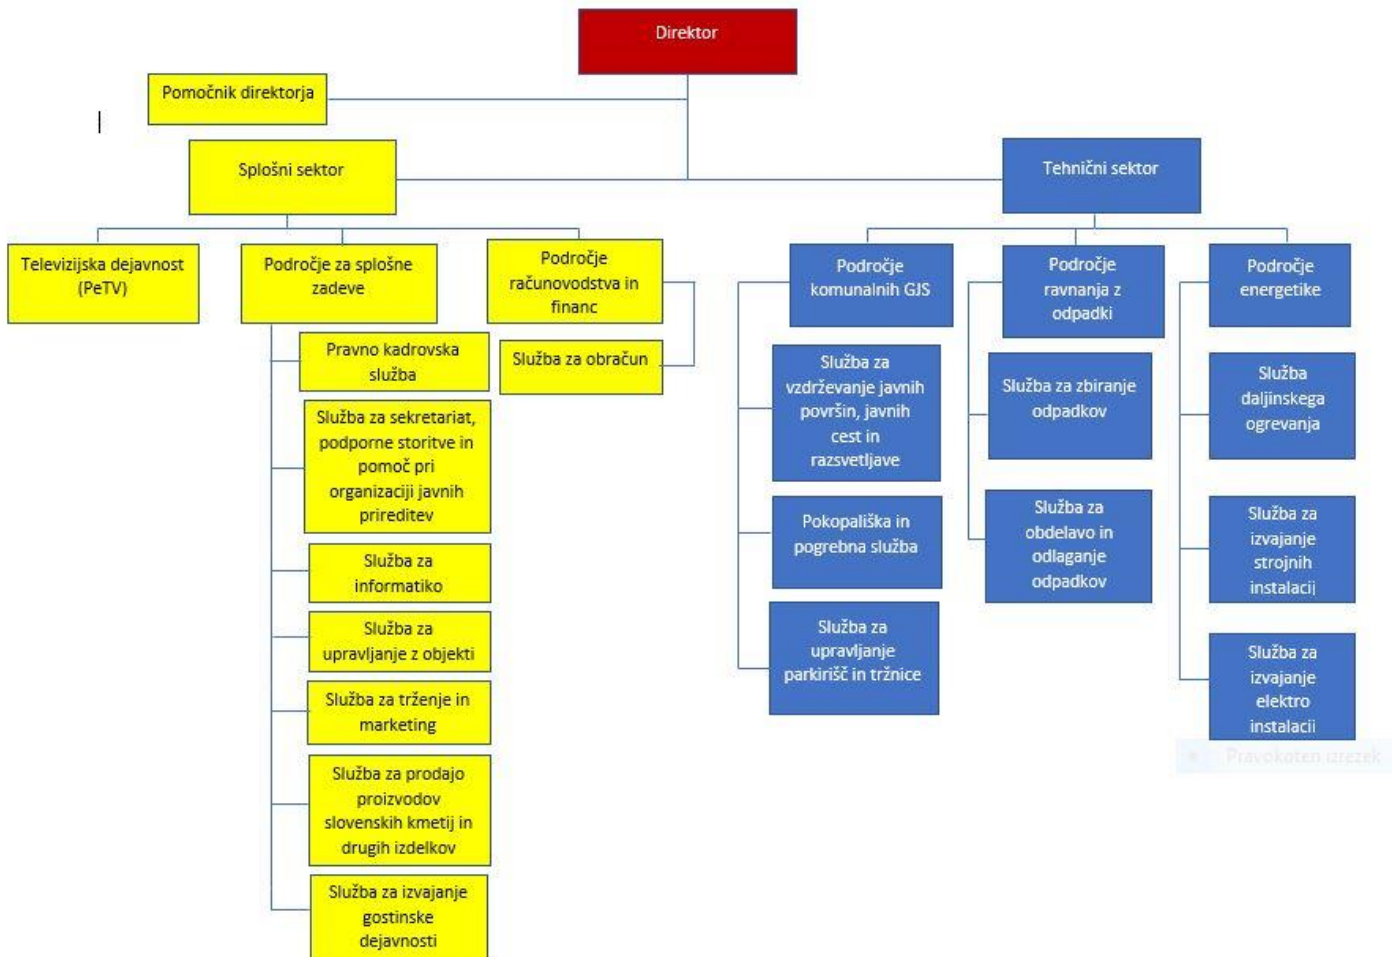 Direktor
Pomočnik direktorja
Splošni sektor
Tehnični sektor
Televizijska dejavnost
(PeTV)
Področje za splošne
zadeve
Področje
računovodstva in
financ
Pravno kadrovska
služba
Služba za sekretariat,
podporne storitve in
pomoč pri
organizaciji javnih
prireditev
Služba za
informatiko
Služba za
upravljanje z objekti
Služba za trženje in
marketing
Služba za prodajo
proizvodov
slovenskih kmetij in
drugih izdelkov
Služba za izvajanje
gostinske
dejavnosti
Služba za obračun
Področje
komunalnih GJS
Služba za
vzdrževanje javnih
površin, javnih
cest in
razsvetljave
Pokopališka in
pogrebna služba
Služba za
upravljanje
parkirišč in tržnice
Področje
ravnanja z
odpadki
Služba za zbiranje
odpadkov
Služba za
obdelavo in
odlaganje
odpadkov
Področje
energetike
Služba
daljinskega
ogrevanja
Služba za
izvajanje
strojnih
instalacij
Služba za
izvajanje
elektro
instalacij
Pravokoten izrezek